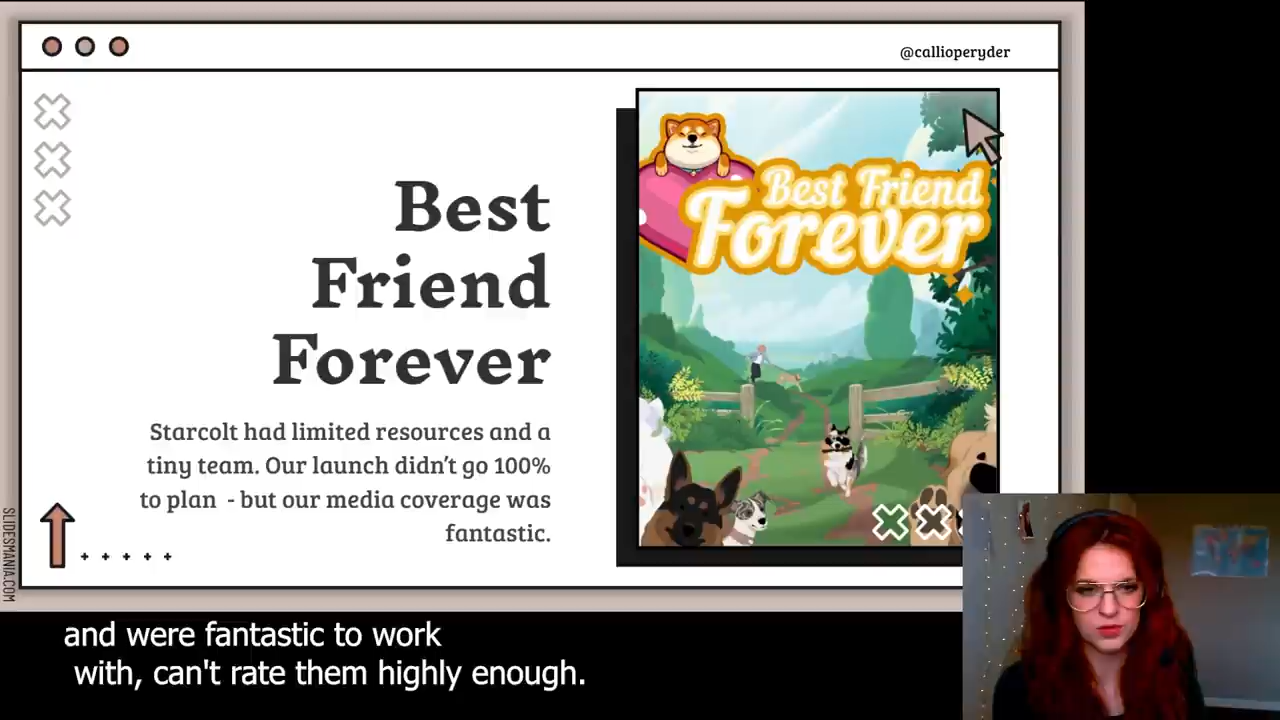 @callioperyder
Best Friend
Forever
Best
Friend
Forever
Starcolt had limited resources and a
tiny team. Our launch didn't go 100%
to plan - but our media coverage was
fantastic.
SLIDESMANIA.COM
and were fantastic to work
with, can't rate them highly enough.